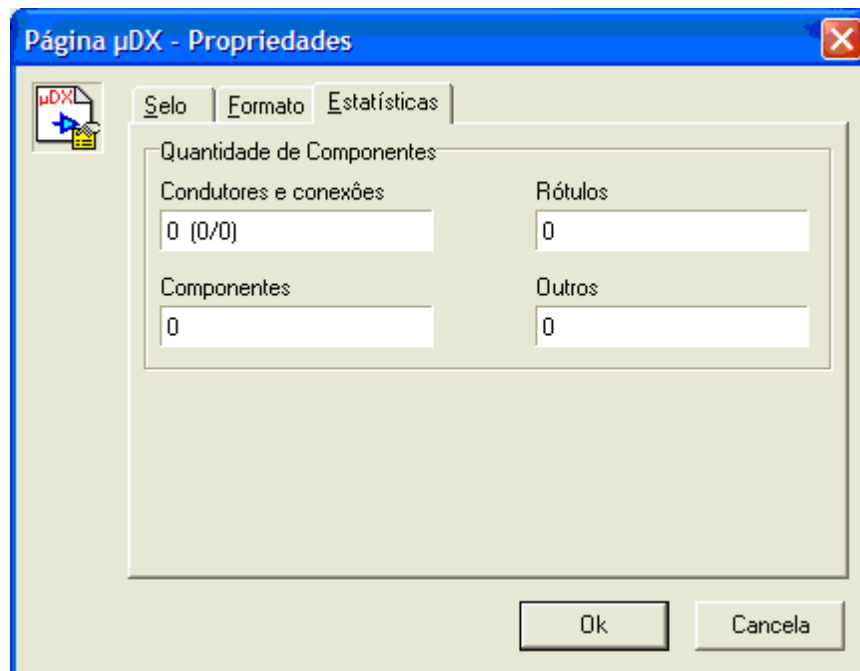 Página µDX - Propriedades
µDX
Selo Formato Estatísticas
Quantidade de Componentes
Condutores e conexôes Rótulos
0 (0/0) 0
Componentes Outros
0 0
Ok Cancela